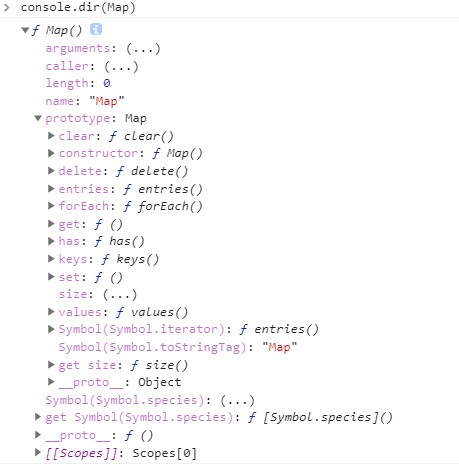 console.dir(Map)
ƒ Map() i
arguments: (...)
caller: (...)
length: 0
name: "Map"
prototype: Map
clear: ƒ clear()
constructor: ƒ Map()
delete: ƒ delete()
entries: ƒ entries()
forEach: ƒ forEach()
get: ƒ ()
has: ƒ has()
keys: ƒ keys()
set: ƒ ()
size: (...)
values: ƒ values()
Symbol(Symbol.iterator): ƒ entries()
Symbol(Symbol.toStringTag): "Map"
get size: ƒ size()
__proto__: Object
Symbol(Symbol.species): (...)
get Symbol(Symbol.species): ƒ [Symbol.species]()
__proto__: ƒ ()
[[Scopes]]: Scopes[0]